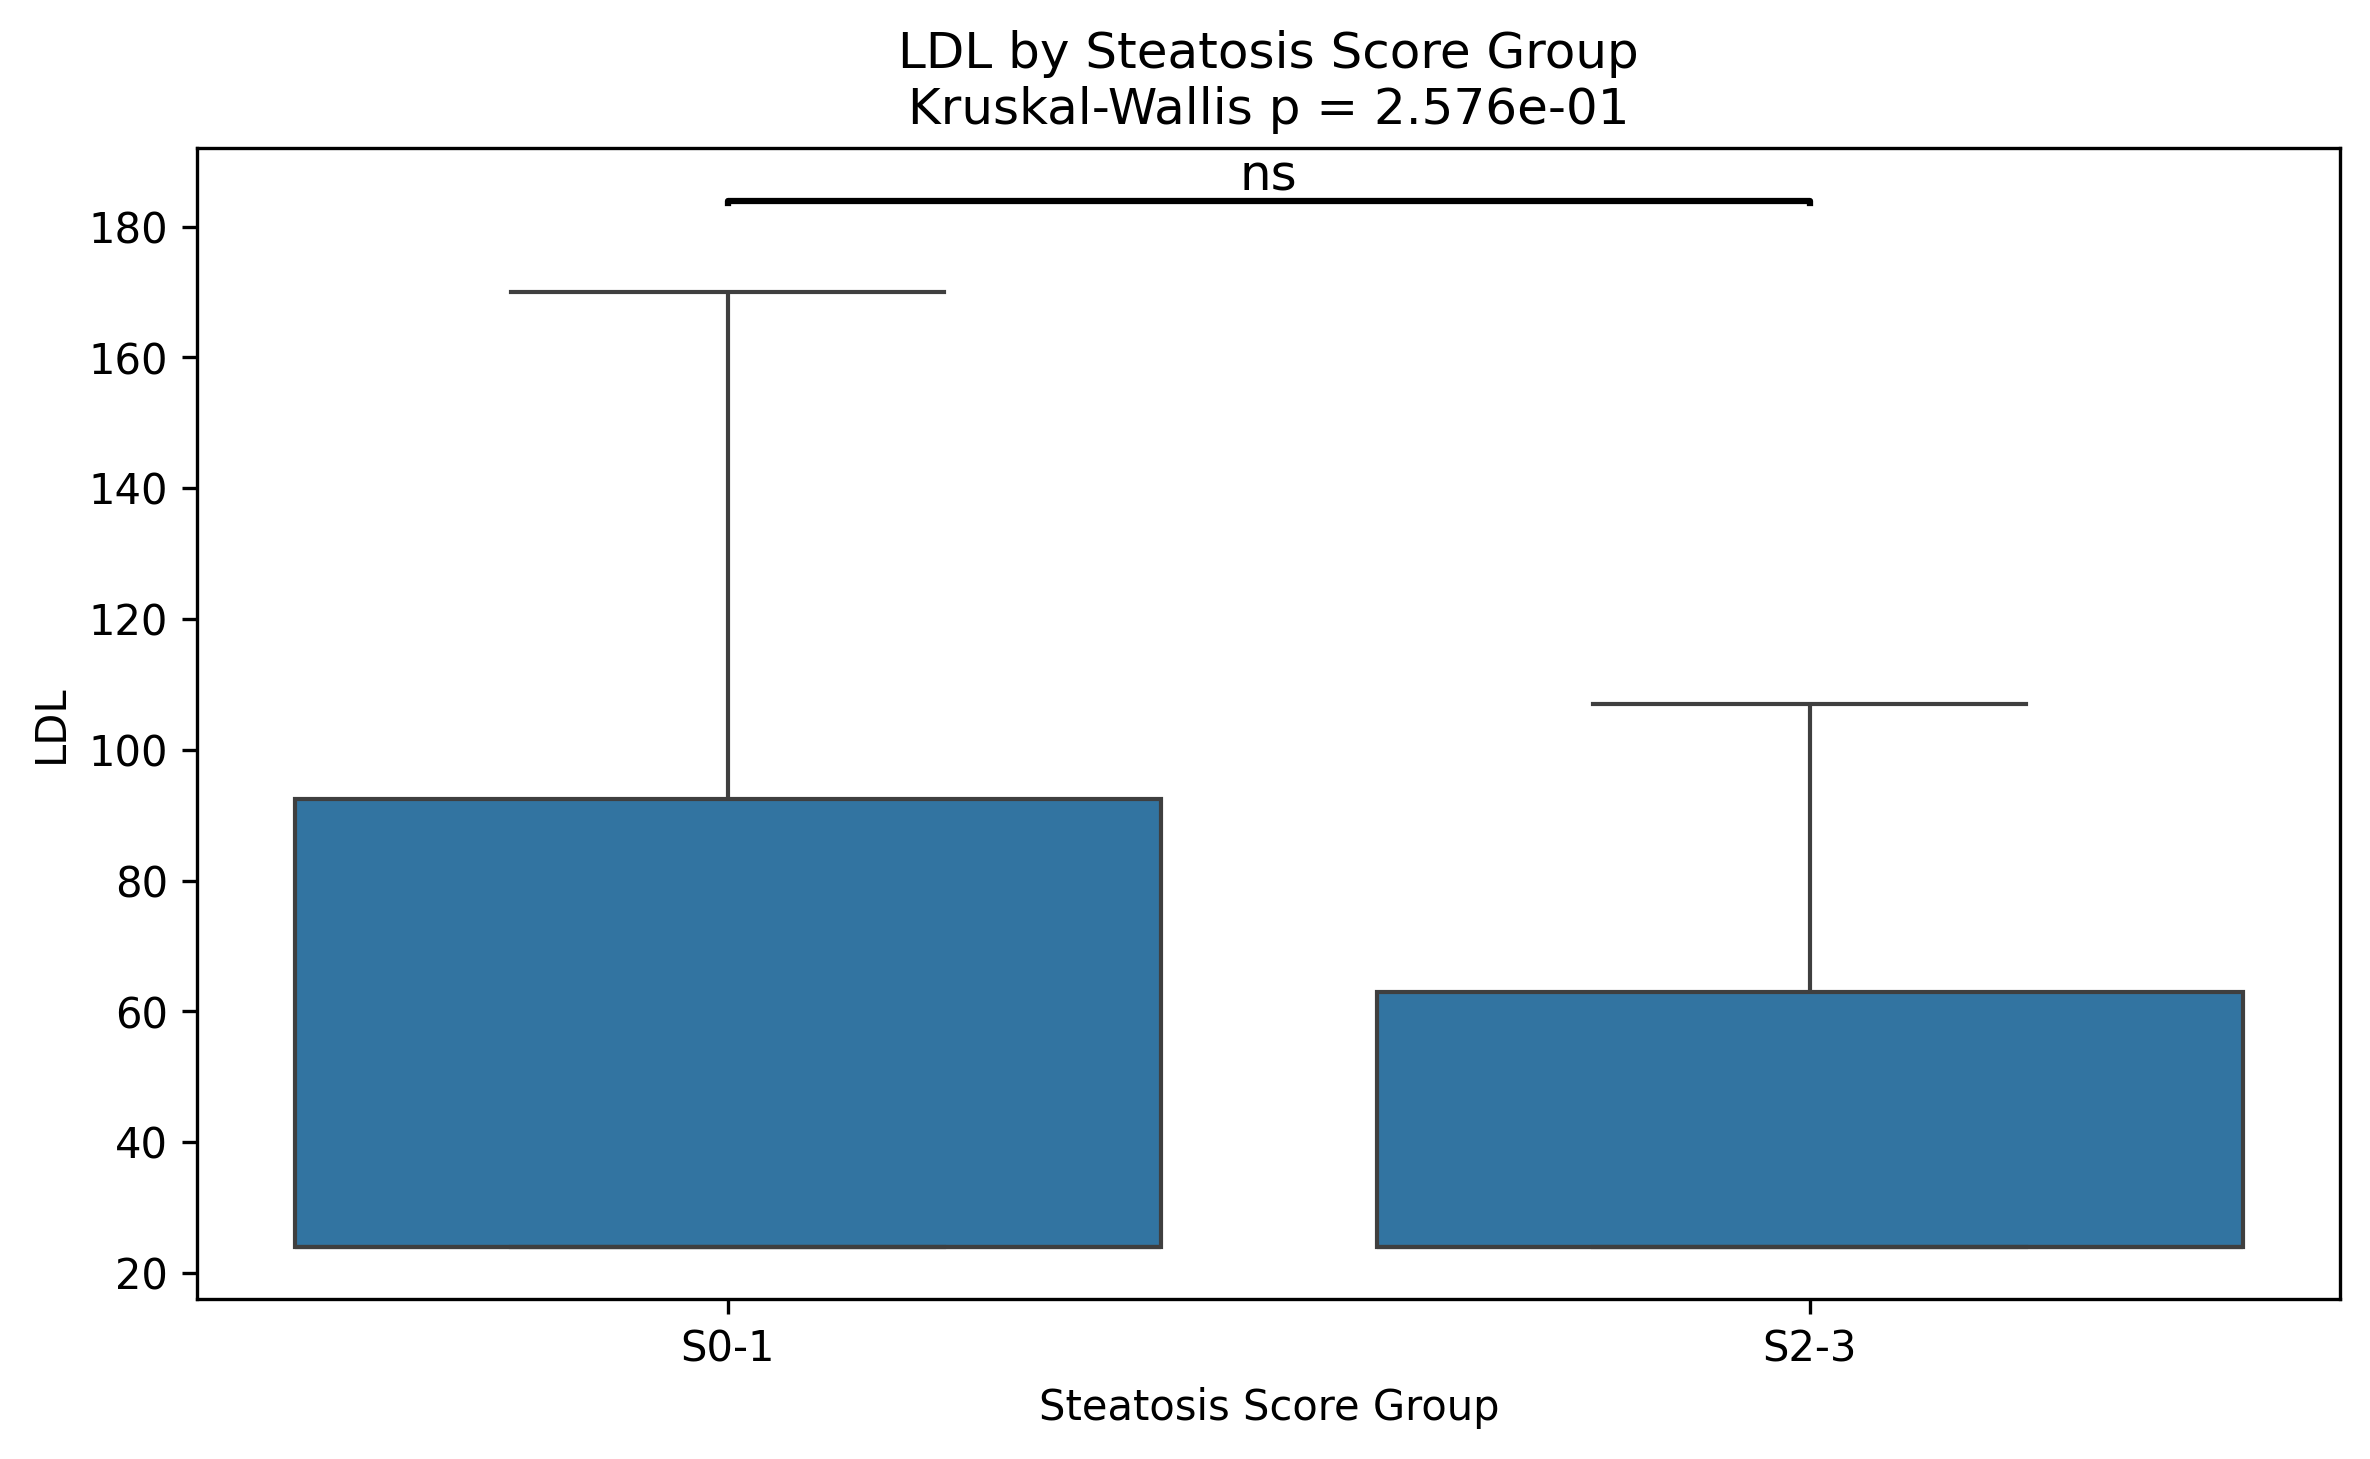 LDL by Steatosis Score Group
Kruskal-Wallis p = 2.576e-01
ns
180
160
140
120
100
80
60
40
20
LDL
S0-1
S2-3
Steatosis Score Group